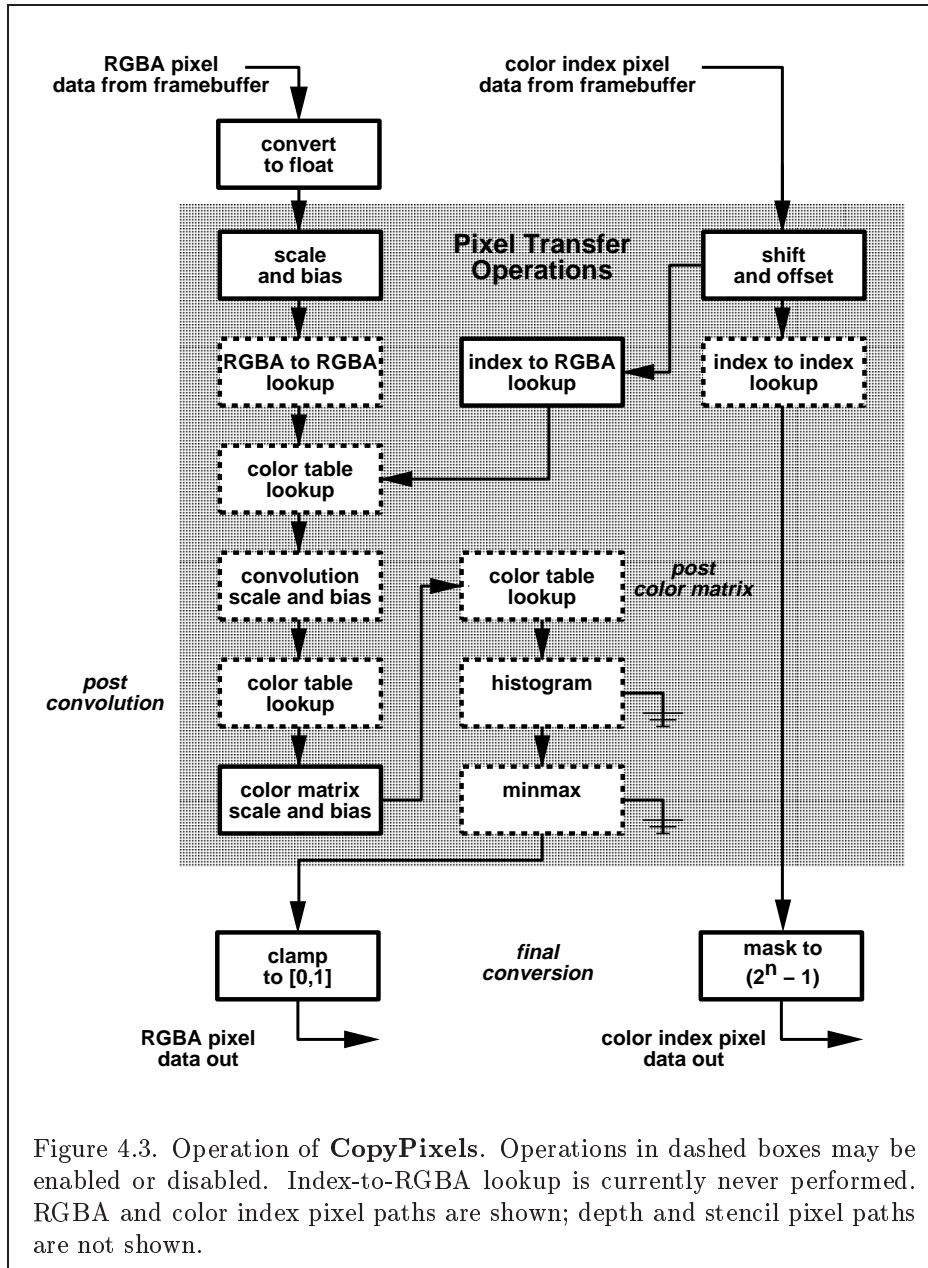 RGBA pixel
data from framebuffer
color index pixel
data from framebuffer
convert
to float
Pixel Transfer
Operations
scale
and bias
shift
and offset
RGBA to RGBA
lookup
index to RGBA
lookup
index to index
lookup
color table
lookup
convolution
scale and bias
color table
lookup
post
color matrix
post
convolution
color table
lookup
histogram
color matrix
scale and bias
minmax
clamp
to [0,1]
final
conversion
mask to
(2^n – 1)
RGBA pixel
data out
color index pixel
data out
Figure 4.3. Operation of CopyPixels. Operations in dashed boxes may be
enabled or disabled. Index-to-RGBA lookup is currently never performed.
RGBA and color index pixel paths are shown; depth and stencil pixel paths
are not shown.